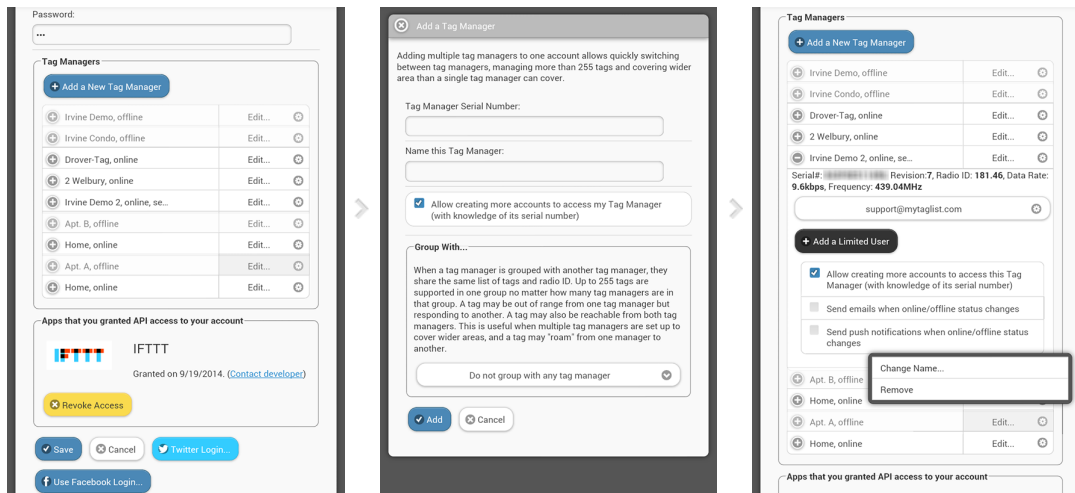 Password:
•••
Tag Managers
Add a New Tag Manager
Irvine Demo, offline Edit...
Irvine Condo, offline Edit...
Drover-Tag, online Edit...
2 Welbury, online Edit...
Irvine Demo 2, online, se... Edit...
Apt. B, offline Edit...
Home, online Edit...
Apt. A, offline Edit...
Home, online Edit...
Apps that you granted API access to your account
IFTTT
IFTTT
Granted on 9/19/2014. (Contact developer)
Revoke Access
Save Cancel Twitter Login...
Use Facebook Login...
Add a Tag Manager
Adding multiple tag managers to one account allows quickly switching
between tag managers, managing more than 255 tags and covering wider
area than a single tag manager can cover.
Tag Manager Serial Number:
Name this Tag Manager:
Allow creating more accounts to access my Tag Manager
(with knowledge of its serial number)
Group With...
When a tag manager is grouped with another tag manager, they
share the same list of tags and radio ID. Up to 255 tags are
supported in one group no matter how many tag managers are in
that group. A tag may be out of range from one tag manager but
responding to another. A tag may also be reachable from both tag
managers. This is useful when multiple tag managers are set up to
cover wider areas, and a tag may "roam" from one manager to
another.
Do not group with any tag manager
Add Cancel
Tag Managers
Add a New Tag Manager
Irvine Demo, offline Edit...
Irvine Condo, offline Edit...
Drover-Tag, online Edit...
2 Welbury, online Edit...
Irvine Demo 2, online, se... Edit...
Serial#: Revision:7, Radio ID: 181.46, Data Rate:
9.6kbps, Frequency: 439.04MHz
support@mytaglist.com
Add a Limited User
Allow creating more accounts to access this Tag
Manager (with knowledge of its serial number)
Send emails when online/offline status changes
Send push notifications when online/offline status
changes
Change Name...
Remove
Apt. B, offline
Home, online
Apt. A, offline Edit...
Home, online Edit...
Apps that you granted API access to your account